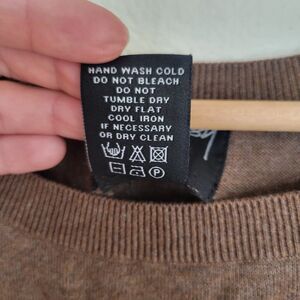 HAND WASH COLD
DO NOT BLEACH
DO NOT
TUMBLE DRY
DRY FLAT
COOL IRON
IF NECESSARY
OR DRY CLEAN
P